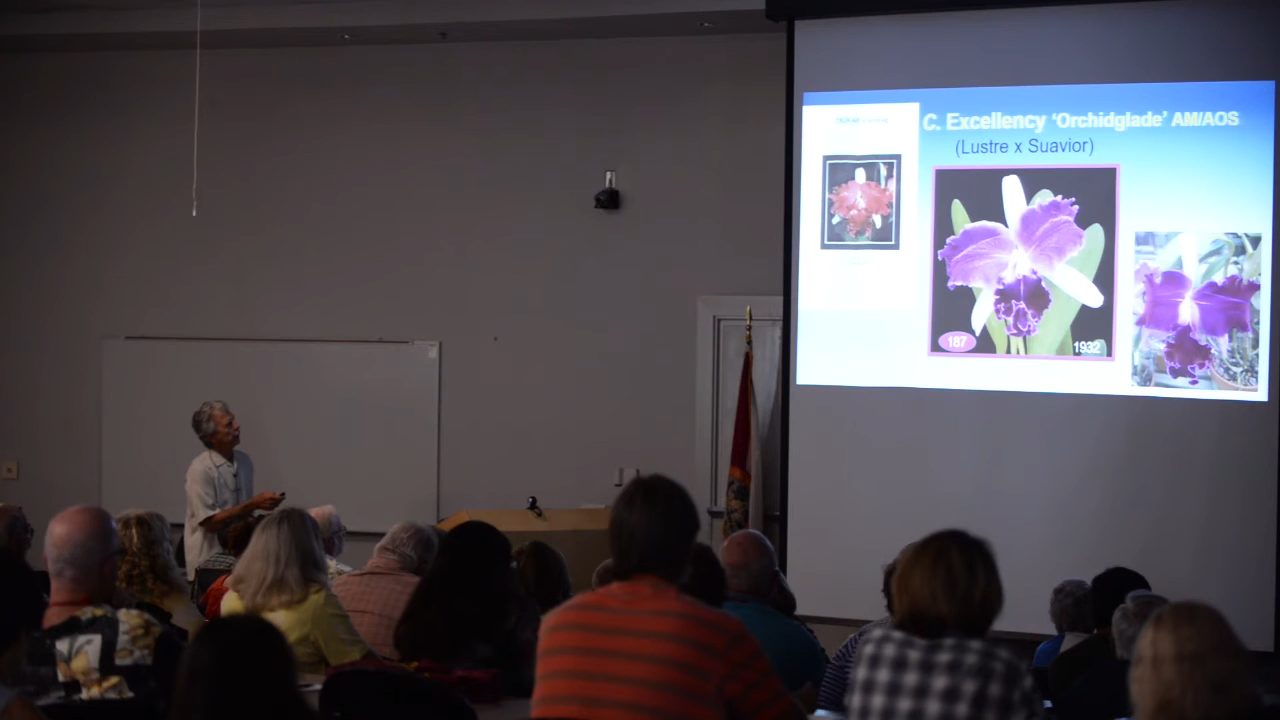 C. Excellency 'Orchidglade' AM/AOS
(Lustre x Suavior)
187
1932